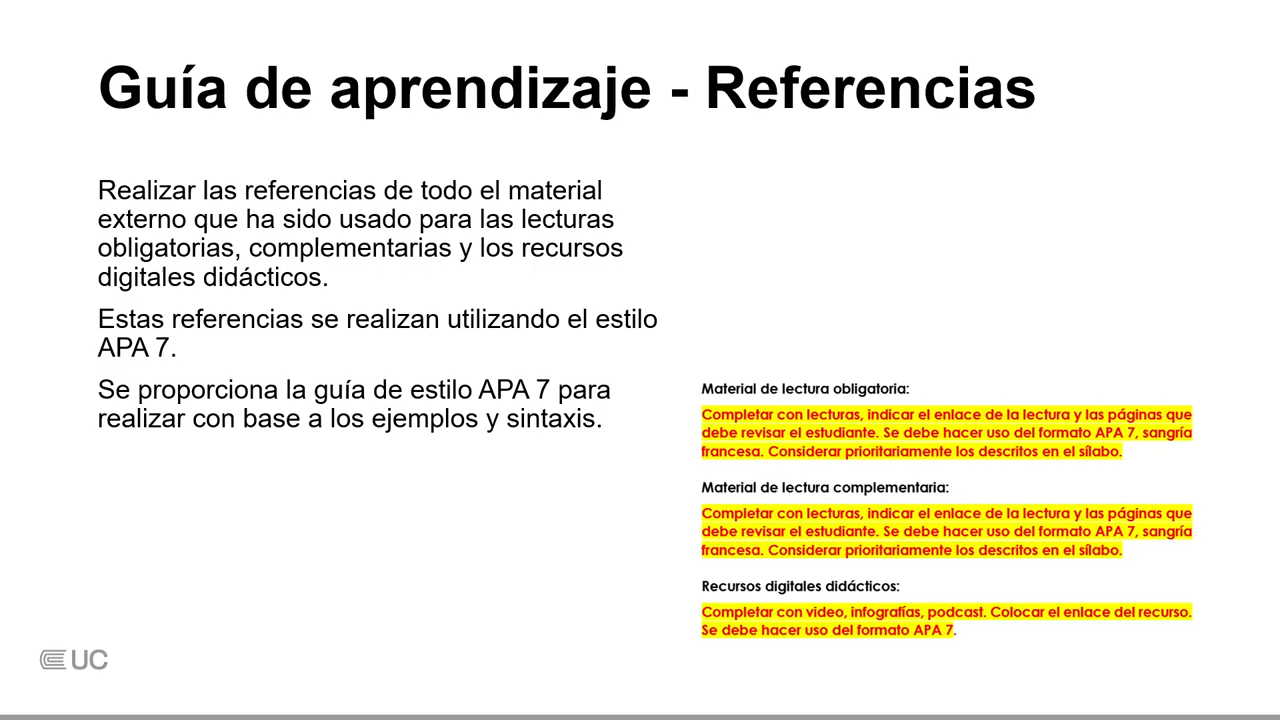 Guía de aprendizaje - Referencias
Realizar las referencias de todo el material
externo que ha sido usado para las lecturas
obligatorias, complementarias y los recursos
digitales didácticos.
Estas referencias se realizan utilizando el estilo
APA 7.
Se proporciona la guía de estilo APA 7 para
realizar con base a los ejemplos y sintaxis.
Material de lectura obligatoria:
Completar con lecturas, indicar el enlace de la lectura y las páginas que
debe revisar el estudiante. Se debe hacer uso del formato APA 7, sangría
francesa. Considerar prioritariamente los descritos en el sílabo.
Material de lectura complementaria:
Completar con lecturas, indicar el enlace de la lectura y las páginas que
debe revisar el estudiante. Se debe hacer uso del formato APA 7, sangría
francesa. Considerar prioritariamente los descritos en el sílabo.
Recursos digitales didácticos:
Completar con video, infografías, podcast. Colocar el enlace del recurso.
Se debe hacer uso del formato APA 7.
UC